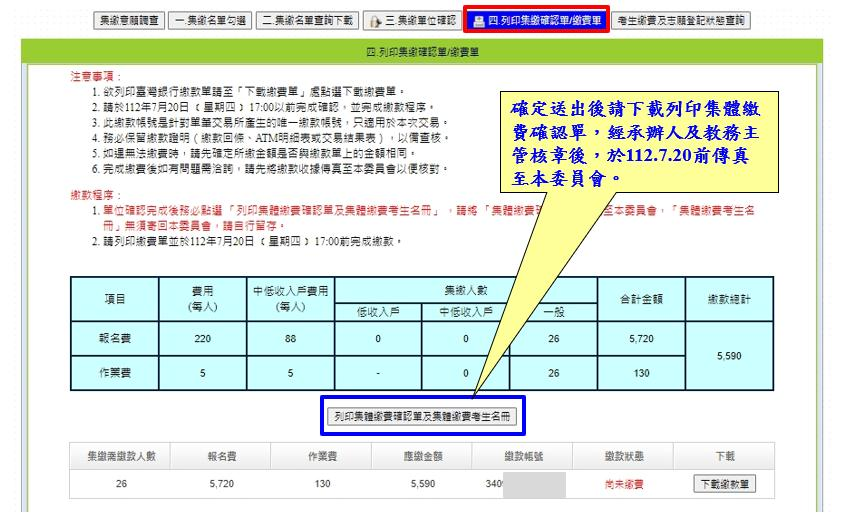 集繳意願調查 一.集繳名單勾選 二.集繳名單查詢下載 三.集繳單位確認 四.列印集繳確認單/繳費單 考生繳費及志願登記狀態查詢
四.列印集繳確認單/繳費單
注意事項：
1. 欲列印臺灣銀行繳款單請至「下載繳費單」處點選下載繳費單。
2. 請於112年7月20日（星期四）17:00以前完成確認，並完成繳款程序。
3. 此繳款帳號是針對單筆交易所產生的唯一繳款帳號，只適用於本次交易。
4. 務必保留繳款證明（繳款回條、ATM明細表或交易結果表），以備查核。
5. 如遇無法繳費時，請先確定所繳金額是否與繳款單上的金額相同。
6. 完成繳費後如有問題需洽詢，請先將繳款收據傳真至本委員會以便核對。
確定送出後請下載列印集體繳
費確認單，經承辦人及教務主
管核章後，於112.7.20前傳真
至本委員會。
繳款程序：
1. 單位確認完成後務必點選「列印集體繳費確認單及集體繳費考生名冊」，請將「集體繳費 至本委員會，「集體繳費考生名
冊」無須寄回本委員會，請自行留存。
2. 請列印繳費單並於112年7月20日（星期四）17:00前完成繳款。
項目 費用 (每人) 中低收入戶費用 (每人) 集繳人數 合計金額 繳款總計
低收入戶 中低收入戶 一般
報名費 220 88 0 0 26 5,720 5,590
作業費 5 5 - 0 26 130
列印集體繳費確認單及集體繳費考生名冊
集繳需繳款人數 報名費 作業費 應繳金額 繳款帳號 繳款狀態 下載
26 5,720 130 5,590 340 尚未繳費 下載繳款單